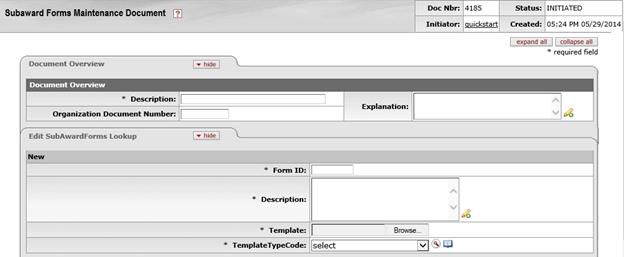 Subaward Forms Maintenance Document ?
Doc Nbr: 4185 Status: INITIATED
Initiator: quickstart Created: 05:24 PM 05/29/2014
expand all collapse all
* required field
Document Overview hide
Document Overview
* Description:
Organization Document Number:
Explanation:
Edit SubAwardForms Lookup hide
New
* Form ID:
* Description:
* Template: Browse...
* TemplateTypeCode: select